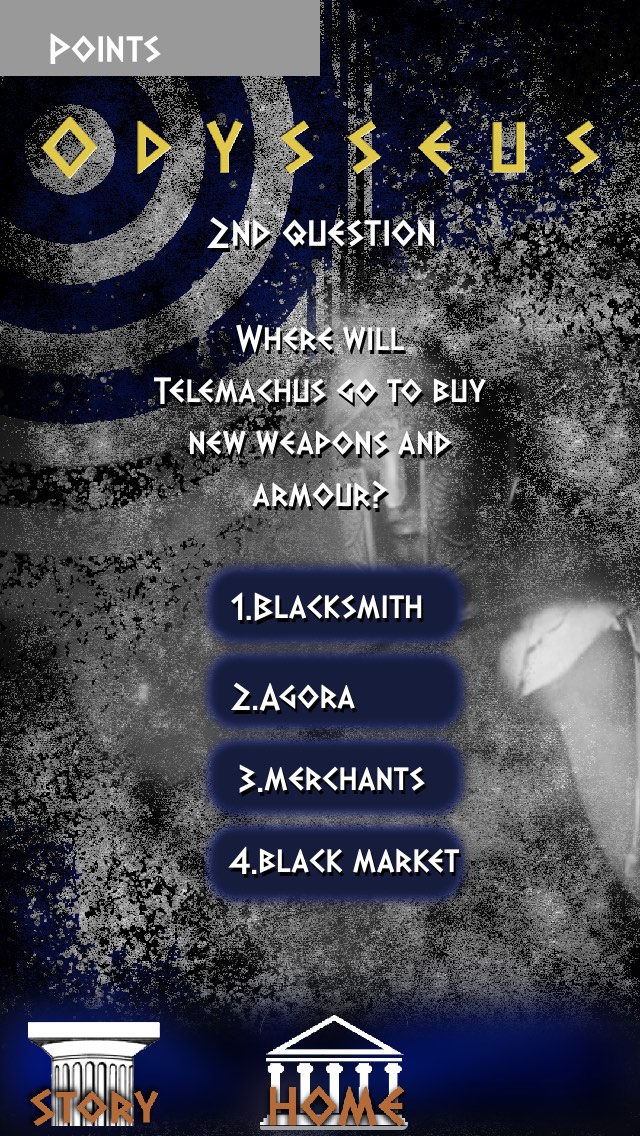 Points
Odysseus
2nd question
Where will
Telemachus go to buy
new weapons and
armour?
1.Blacksmith
2.Agora
3.merchants
4.black market
Story
Home